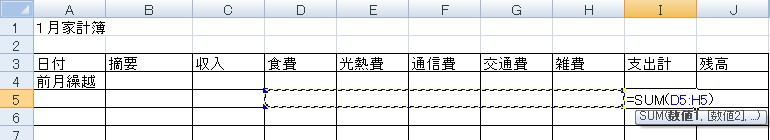 A B C D E F G H I J
1 1月家計簿
2
3 日付 摘要 収入 食費 光熱費 通信費 交通費 雑費 支出計 残高
4 前月繰越
5 =SUM(D5:H5)
6 SUM(数値1, [数値2], ...)
7